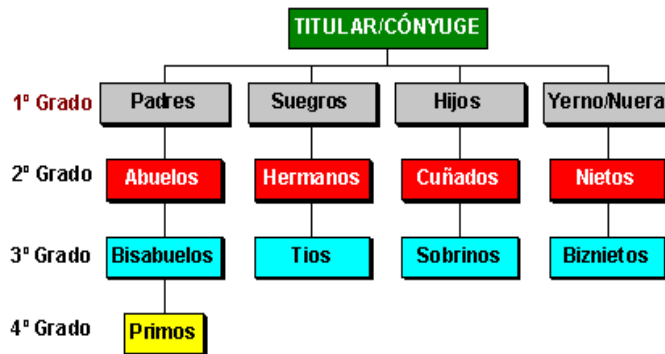 TITULAR/CÓNYUGE
1º Grado Padres Suegros Hijos Yerno/Nuera
2º Grado Abuelos Hermanos Cuñados Nietos
3º Grado Bisabuelos Tios Sobrinos Biznietos
4º Grado Primos